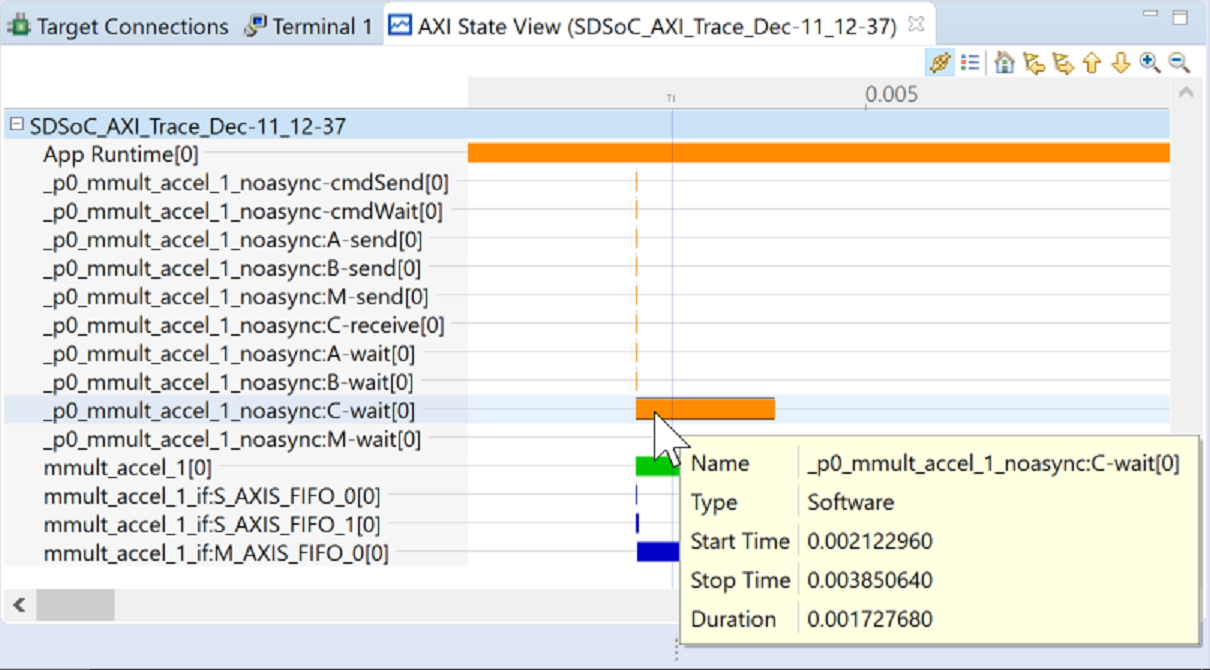 Target Connections Terminal 1 AXI State View (SDSoC_AXI_Trace_Dec-11_12-37)
TI 0.005
SDSoC_AXI_Trace_Dec-11_12-37
App Runtime[0]
_p0_mmult_accel_1_noasync-cmdSend[0]
_p0_mmult_accel_1_noasync-cmdWait[0]
_p0_mmult_accel_1_noasync:A-send[0]
_p0_mmult_accel_1_noasync:B-send[0]
_p0_mmult_accel_1_noasync:M-send[0]
_p0_mmult_accel_1_noasync:C-receive[0]
_p0_mmult_accel_1_noasync:A-wait[0]
_p0_mmult_accel_1_noasync:B-wait[0]
_p0_mmult_accel_1_noasync:C-wait[0]
_p0_mmult_accel_1_noasync:M-wait[0]
mmult_accel_1[0]
mmult_accel_1_if:S_AXIS_FIFO_0[0]
mmult_accel_1_if:S_AXIS_FIFO_1[0]
mmult_accel_1_if:M_AXIS_FIFO_0[0]
Name _p0_mmult_accel_1_noasync:C-wait[0]
Type Software
Start Time 0.002122960
Stop Time 0.003850640
Duration 0.001727680